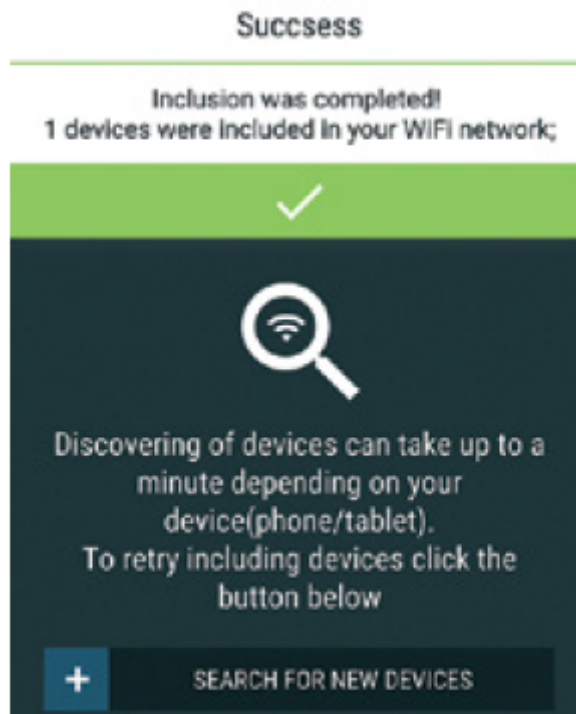 Succsess
Inclusion was completed!
1 devices were included in your WiFi network;
Discovering of devices can take up to a
minute depending on your
device(phone/tablet).
To retry including devices click the
button below
+ SEARCH FOR NEW DEVICES